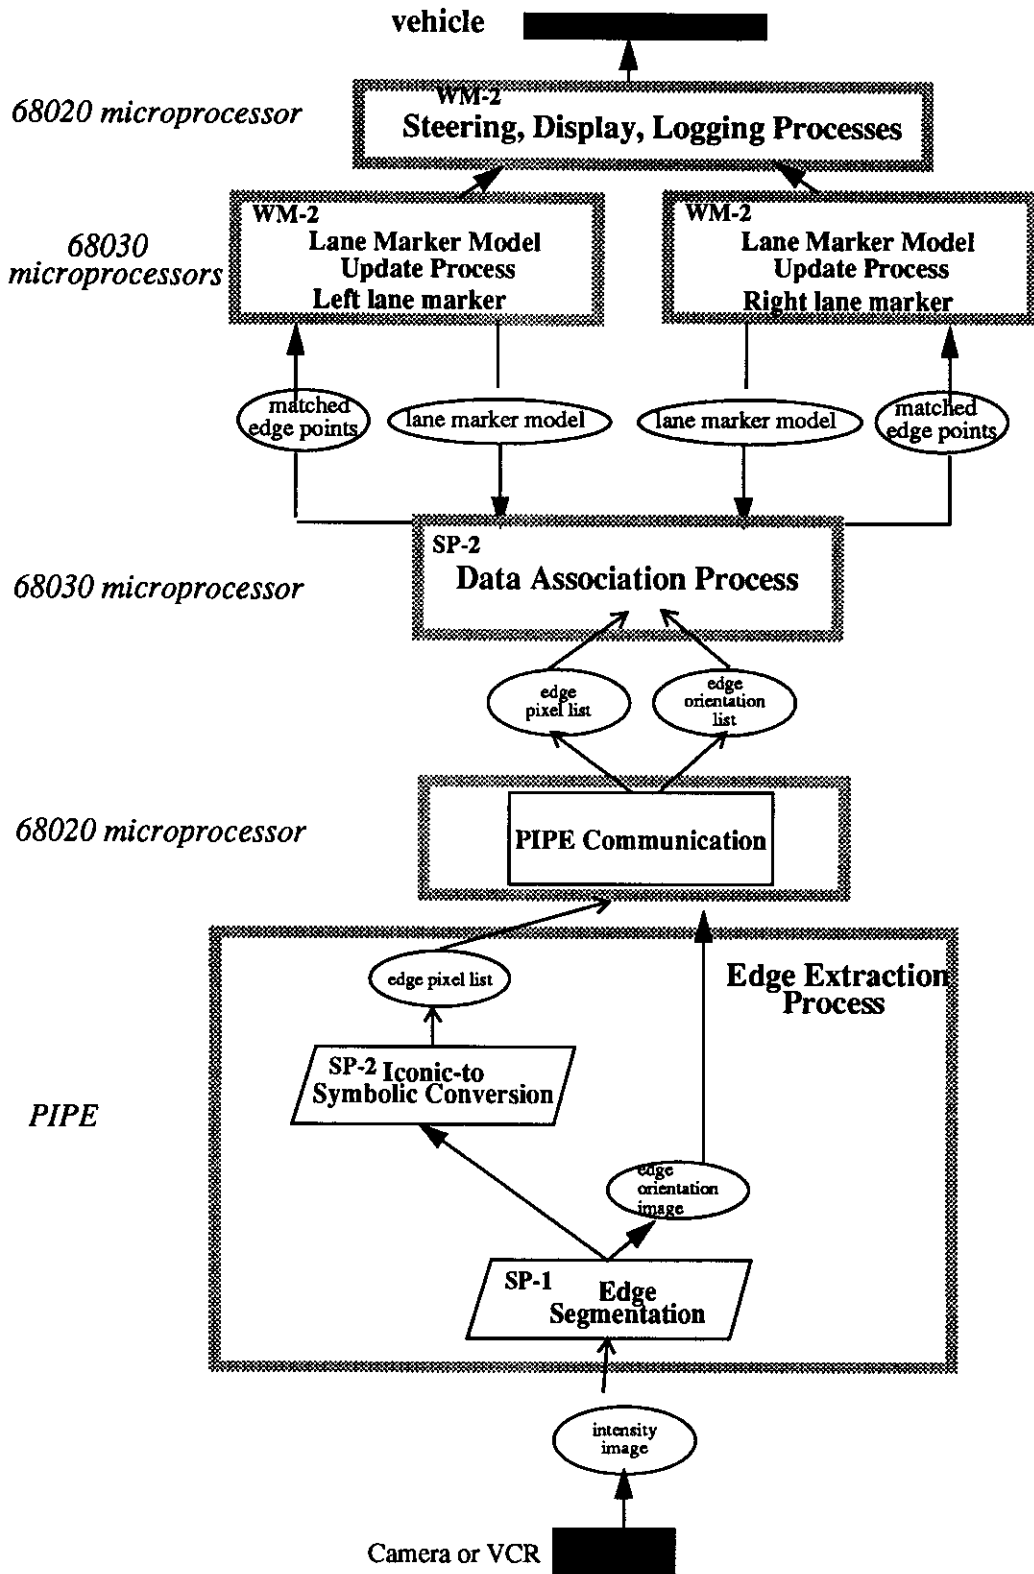 vehicle
68020 microprocessor
WM-2
Steering, Display, Logging Processes
68030
microprocessors
WM-2
Lane Marker Model
Update Process
Left lane marker
WM-2
Lane Marker Model
Update Process
Right lane marker
matched
edge points
lane marker model
lane marker model
matched
edge points
68030 microprocessor
SP-2
Data Association Process
edge
pixel list
edge
orientation
list
68020 microprocessor
PIPE Communication
edge pixel list
Edge Extraction
Process
SP-2 Iconic-to
Symbolic Conversion
PIPE
edge
orientation
image
SP-1
Edge
Segmentation
intensity
image
Camera or VCR